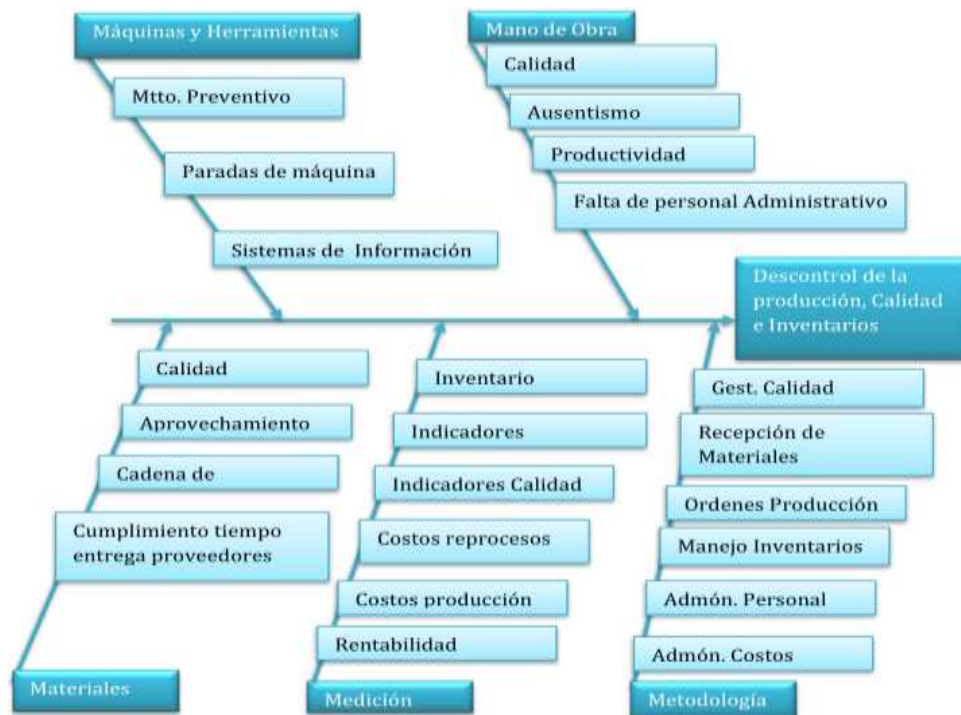 Máquinas y Herramientas
Mtto. Preventivo
Paradas de máquina
Sistemas de Información
Mano de Obra
Calidad
Ausentismo
Productividad
Falta de personal Administrativo
Descontrol de la
producción, Calidad
e Inventarios
Calidad
Aprovechamiento
Cadena de
Cumplimiento tiempo
entrega proveedores
Materiales
Inventario
Indicadores
Indicadores Calidad
Costos reprocesos
Costos producción
Rentabilidad
Medición
Gest. Calidad
Recepción de
Materiales
Ordenes Producción
Manejo Inventarios
Admón. Personal
Admón. Costos
Metodología